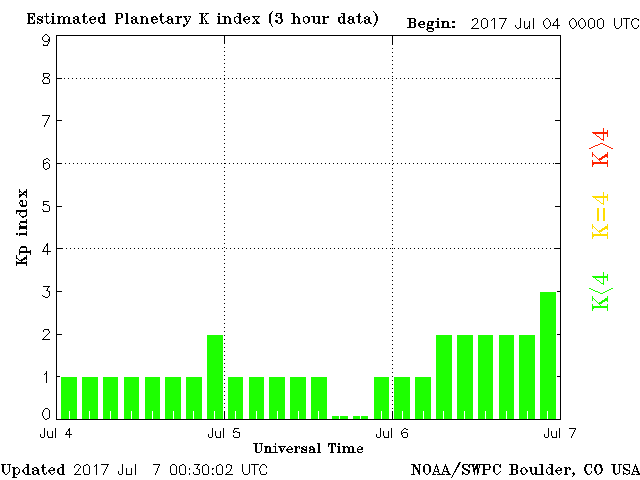 Estimated Planetary K index (3 hour data) Begin: 2017 Jul 04 0000 UTC
9
8
7
6
5
4
3
2
1
0
Kp index
K>4
K=4
K<4
Jul 4 Jul 5 Jul 6 Jul 7
Universal Time
Updated 2017 Jul 7 00:30:02 UTC NOAA/SWPC Boulder, CO USA